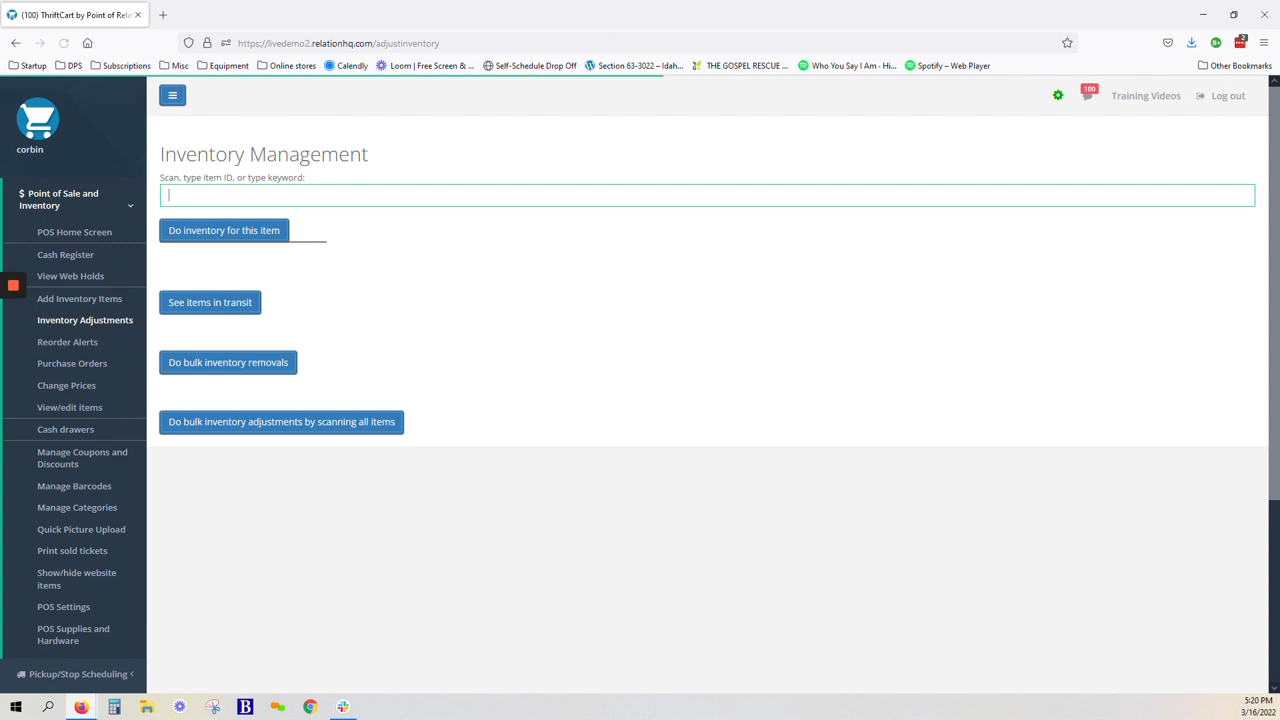 (100) ThriftCart by Point of Rela
https://livedemo2.relationhq.com/adjustinventory
Startup
DPS
Subscriptions
Misc
Equipment
Online stores
Calendly
Loom | Free Screen & ...
Self-Schedule Drop Off
Section 63-3022 – Idah...
THE GOSPEL RESCUE ...
Who You Say I Am - Hi...
Spotify – Web Player
Other Bookmarks
corbin
100
Training Videos
Log out
$ Point of Sale and
Inventory
POS Home Screen
Cash Register
View Web Holds
Add Inventory Items
Inventory Adjustments
Reorder Alerts
Purchase Orders
Change Prices
View/edit items
Cash drawers
Manage Coupons and
Discounts
Manage Barcodes
Manage Categories
Quick Picture Upload
Print sold tickets
Show/hide website
items
POS Settings
POS Supplies and
Hardware
Pickup/Stop Scheduling
Inventory Management
Scan, type item ID, or type keyword:
Do inventory for this item
See items in transit
Do bulk inventory removals
Do bulk inventory adjustments by scanning all items
B
5:20 PM
3/16/2022